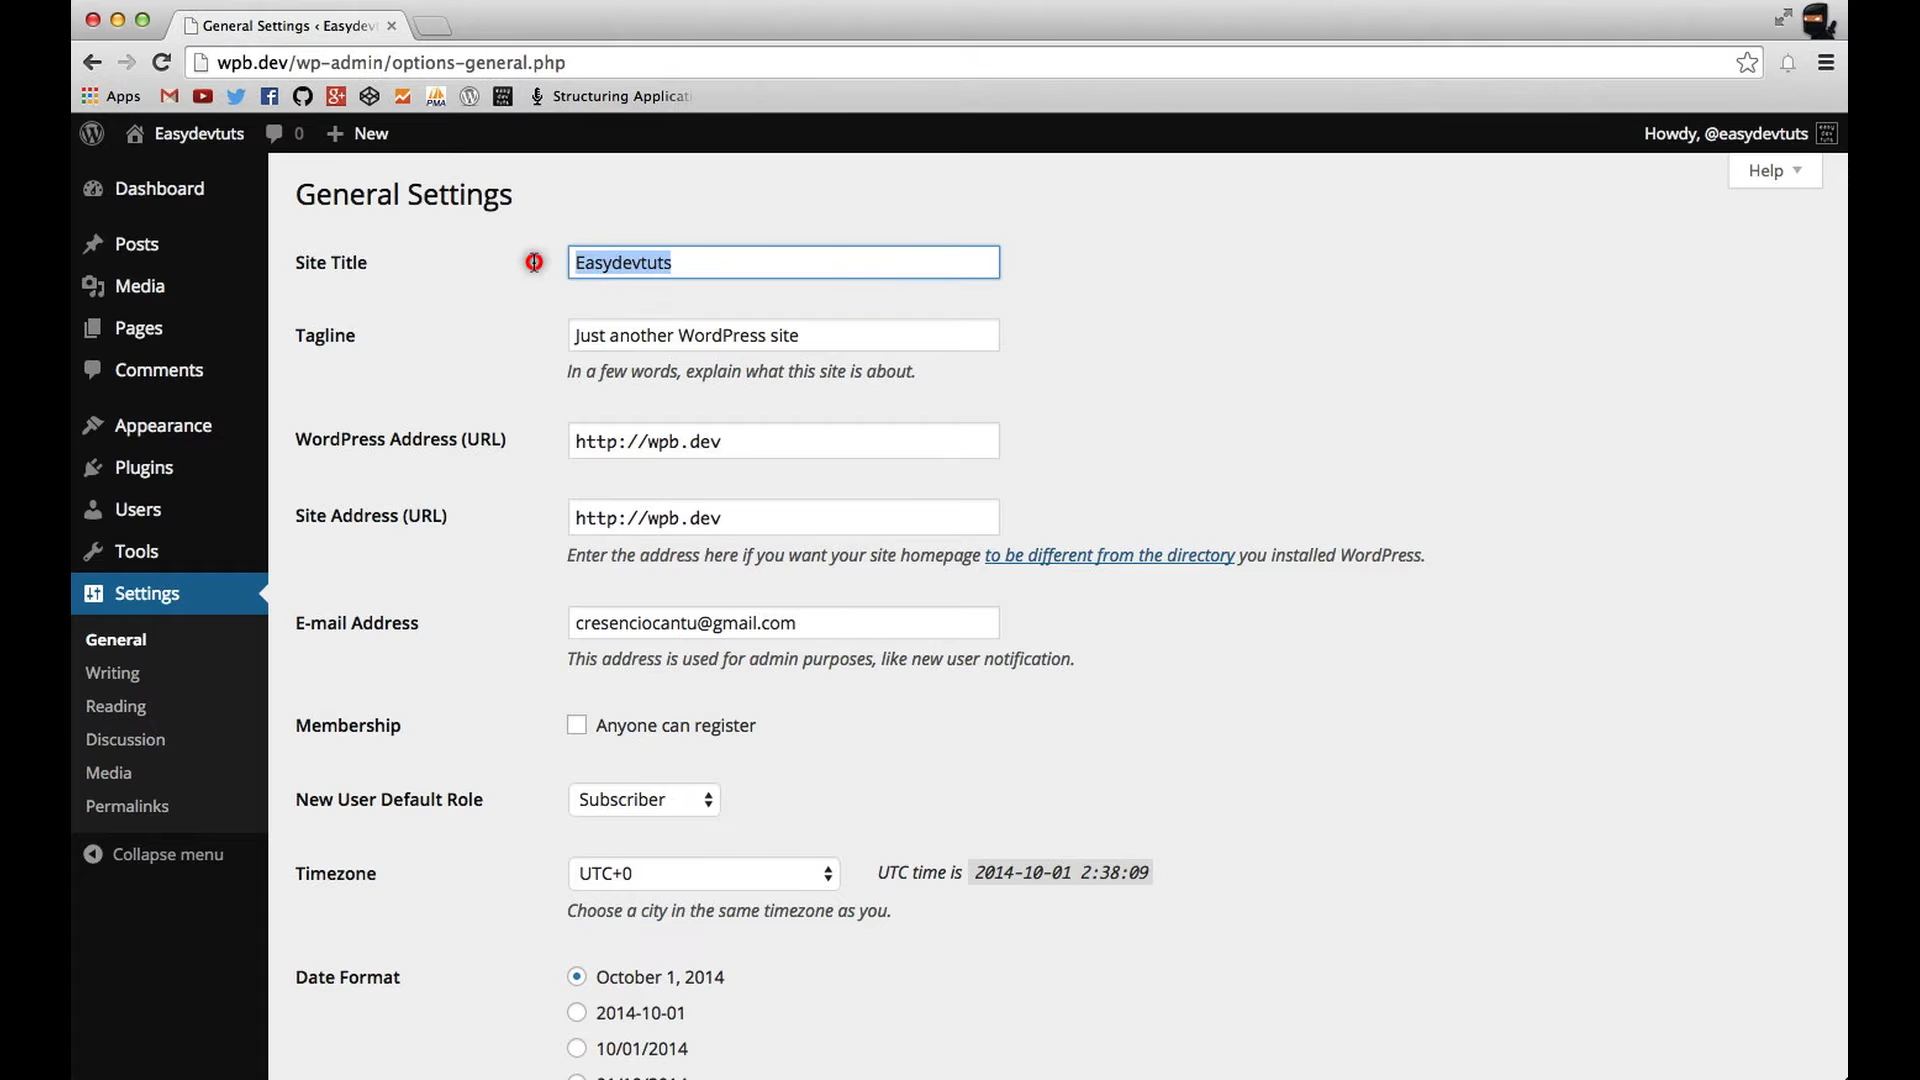 General Settings ‹ Easydevt
wpb.dev/wp-admin/options-general.php
Apps
PMA
Structuring Applicati
Easydevtuts 0 New
Howdy, @easydevtuts
Help
Dashboard
Posts
Media
Pages
Comments
Appearance
Plugins
Users
Tools
Settings
General
Writing
Reading
Discussion
Media
Permalinks
Collapse menu
General Settings
Site Title Easydevtuts
Tagline Just another WordPress site
In a few words, explain what this site is about.
WordPress Address (URL) http://wpb.dev
Site Address (URL) http://wpb.dev
Enter the address here if you want your site homepage to be different from the directory you installed WordPress.
E-mail Address cresenciocantu@gmail.com
This address is used for admin purposes, like new user notification.
Membership Anyone can register
New User Default Role Subscriber
Timezone UTC+0 UTC time is 2014-10-01 2:38:09
Choose a city in the same timezone as you.
Date Format October 1, 2014
2014-10-01
10/01/2014